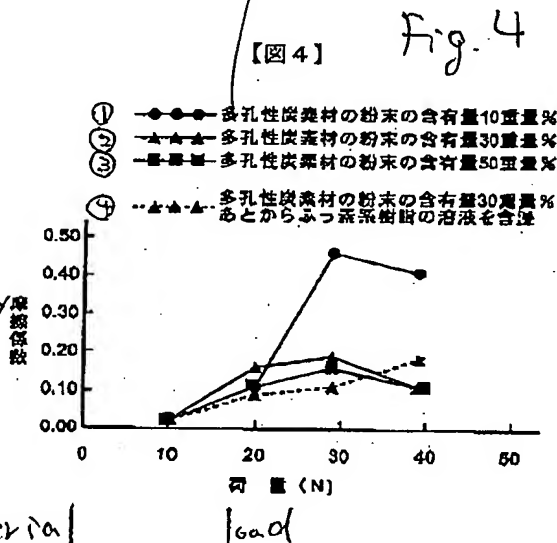 【図4】 Fig. 4
① 多孔性炭素材の粉末の含有量10重量%
② 多孔性炭素材の粉末の含有量30重量%
③ 多孔性炭素材の粉末の含有量50重量%
④ 多孔性炭素材の粉末の含有量30重量%
あとからふっ素系樹脂の溶液を含浸
摩擦係数
0.50
0.40
0.30
0.20
0.10
0.00
0 10 20 30 40 50
荷重 (N)
load